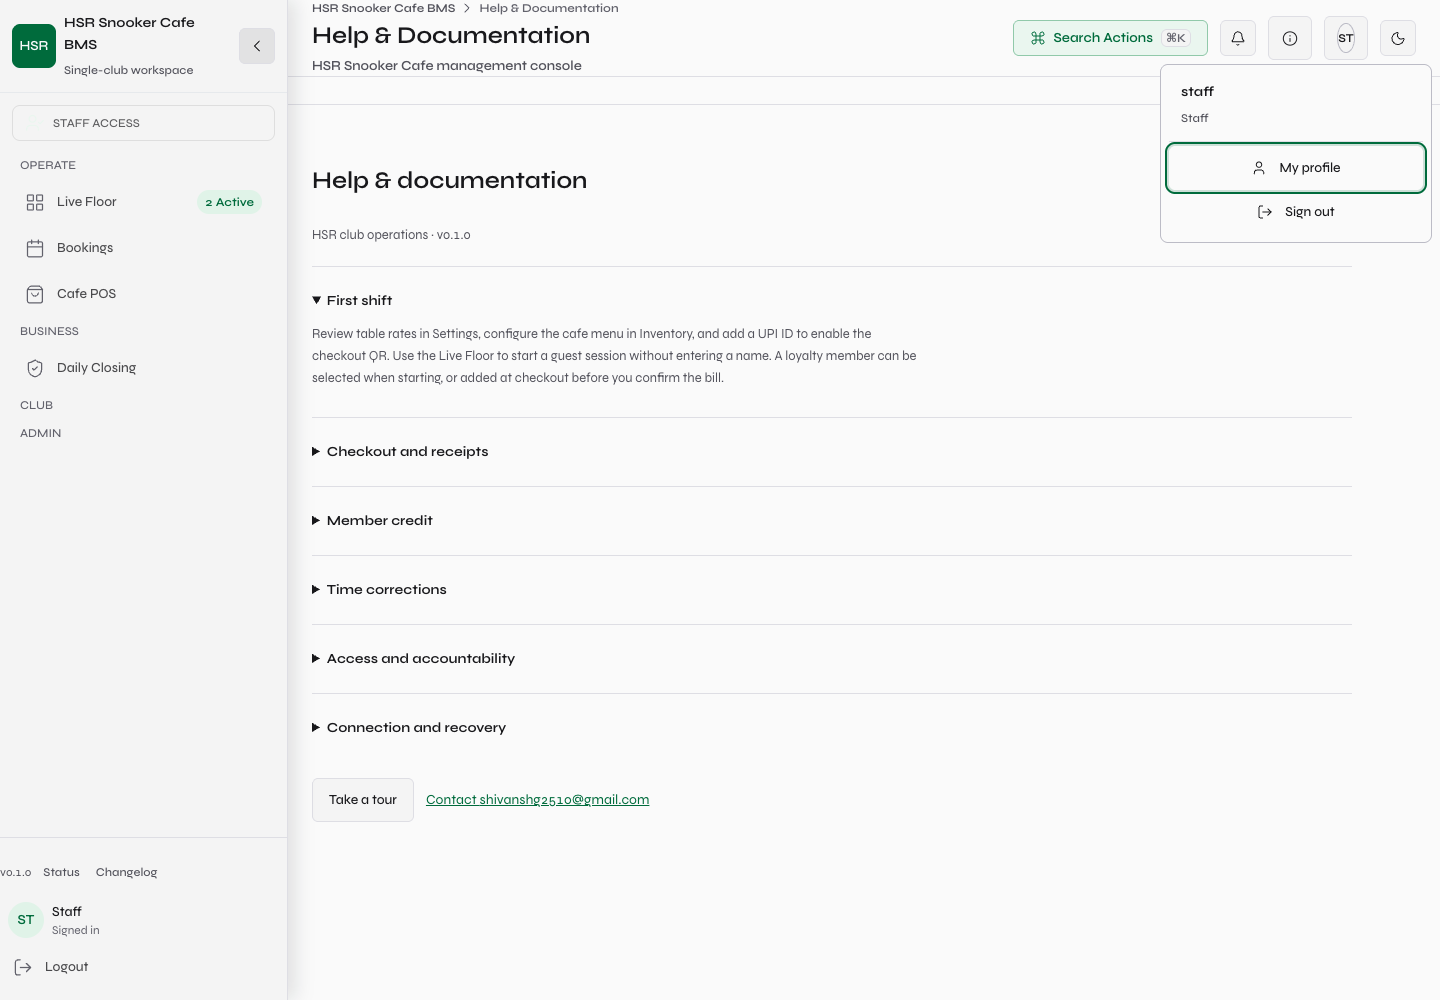 HSR
HSR Snooker Cafe
BMS
Single-club workspace
STAFF ACCESS
OPERATE
Live Floor
2 Active
Bookings
Cafe POS
BUSINESS
Daily Closing
CLUB
ADMIN
v0.1.0
Status
Changelog
ST
Staff
Signed in
Logout
HSR Snooker Cafe BMS
Help & Documentation
Help & Documentation
HSR Snooker Cafe management console
Search Actions
⌘K
ST
staff
Staff
My profile
Sign out
Help & documentation
HSR club operations · v0.1.0
First shift
Review table rates in Settings, configure the cafe menu in Inventory, and add a UPI ID to enable the
checkout QR. Use the Live Floor to start a guest session without entering a name. A loyalty member can be
selected when starting, or added at checkout before you confirm the bill.
Checkout and receipts
Member credit
Time corrections
Access and accountability
Connection and recovery
Take a tour
Contact shivanshg2510@gmail.com